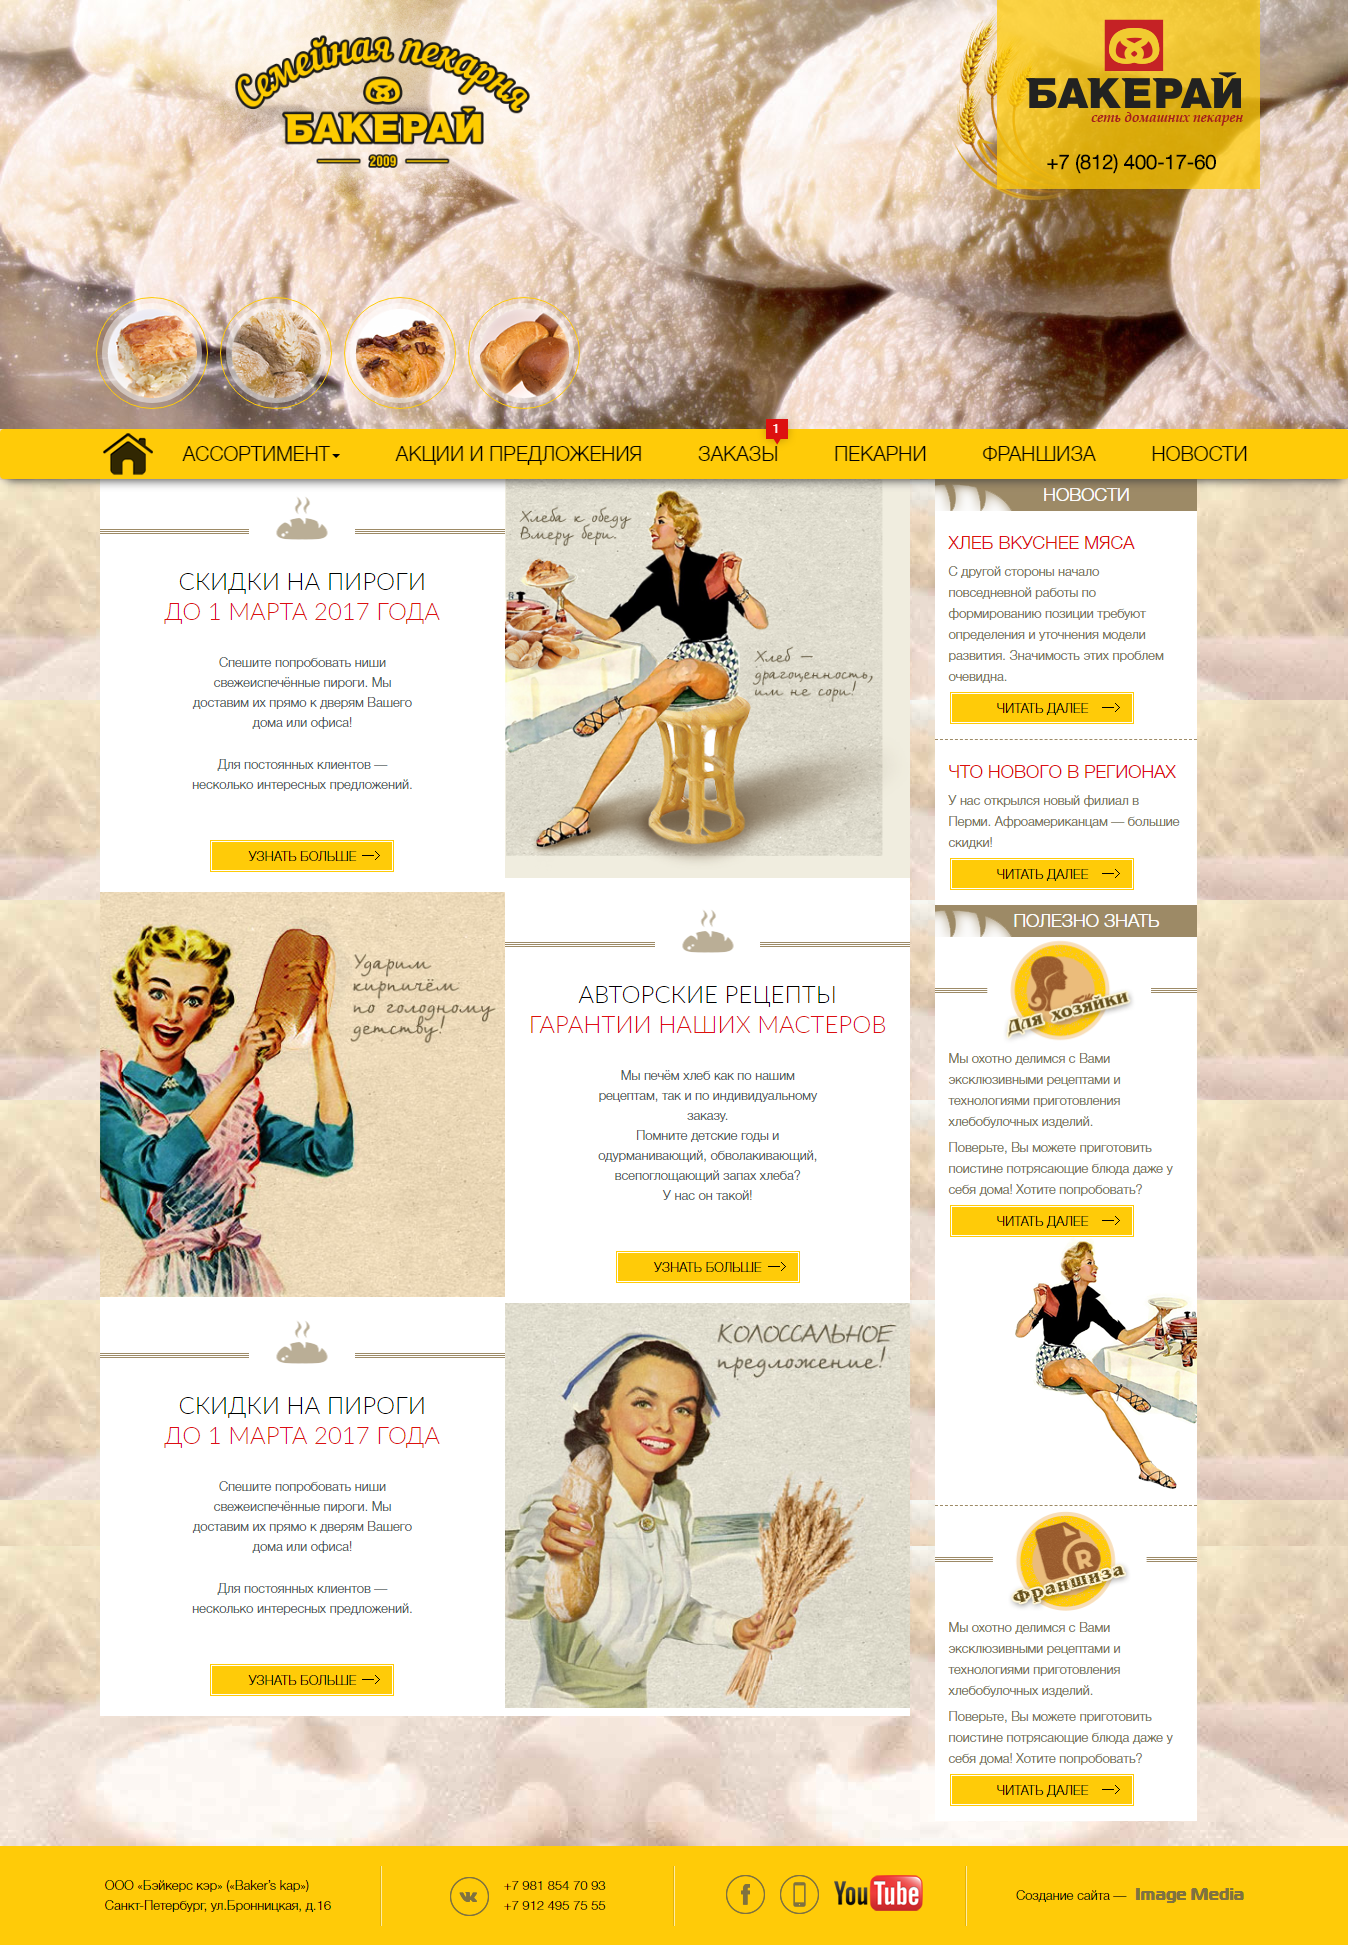 Семейная пекарня
БАКЕРАЙ
2009
БАКЕРАЙ
сеть домашних пекарен
+7 (812) 400-17-60
АССОРТИМЕНТ
АКЦИИ И ПРЕДЛОЖЕНИЯ
ЗАКАЗЫ
1
ПЕКАРНИ
ФРАНШИЗА
НОВОСТИ
СКИДКИ НА ПИРОГИ
ДО 1 МАРТА 2017 ГОДА
Спешите попробовать ниши
свежеиспечённые пироги. Мы
доставим их прямо к дверям Вашего
дома или офиса!
Для постоянных клиентов —
несколько интересных предложений.
УЗНАТЬ БОЛЬШЕ
Хлеба к обеду
Вмеру бери.
Хлеб —
драгоценность,
им не сори!
Ударим
кирпичём
по голодному
детству!
АВТОРСКИЕ РЕЦЕПТЫ
ГАРАНТИИ НАШИХ МАСТЕРОВ
Мы печём хлеб как по нашим
рецептам, так и по индивидуальному
заказу.
Помните детские годы и
одурманивающий, обволакивающий,
всепоглощающий запах хлеба?
У нас он такой!
УЗНАТЬ БОЛЬШЕ
СКИДКИ НА ПИРОГИ
ДО 1 МАРТА 2017 ГОДА
Спешите попробовать ниши
свежеиспечённые пироги. Мы
доставим их прямо к дверям Вашего
дома или офиса!
Для постоянных клиентов —
несколько интересных предложений.
УЗНАТЬ БОЛЬШЕ
КОЛОССАЛЬНОЕ
предложение!
НОВОСТИ
ХЛЕБ ВКУСНЕЕ МЯСА
С другой стороны начало
повседневной работы по
формированию позиции требуют
определения и уточнения модели
развития. Значимость этих проблем
очевидна.
ЧИТАТЬ ДАЛЕЕ
ЧТО НОВОГО В РЕГИОНАХ
У нас открылся новый филиал в
Перми. Афроамериканцам — большие
скидки!
ЧИТАТЬ ДАЛЕЕ
ПОЛЕЗНО ЗНАТЬ
Для хозяйки
Мы охотно делимся с Вами
эксклюзивными рецептами и
технологиями приготовления
хлебобулочных изделий.
Поверьте, Вы можете приготовить
поистине потрясающие блюда даже у
себя дома! Хотите попробовать?
ЧИТАТЬ ДАЛЕЕ
R
Франшиза
Мы охотно делимся с Вами
эксклюзивными рецептами и
технологиями приготовления
хлебобулочных изделий.
Поверьте, Вы можете приготовить
поистине потрясающие блюда даже у
себя дома! Хотите попробовать?
ЧИТАТЬ ДАЛЕЕ
ООО «Бэйкерс кэр» («Baker's kap»)
Санкт-Петербург, ул.Бронницкая, д.16
+7 981 854 70 93
+7 912 495 75 55
YouTube
Создание сайта — Image Media